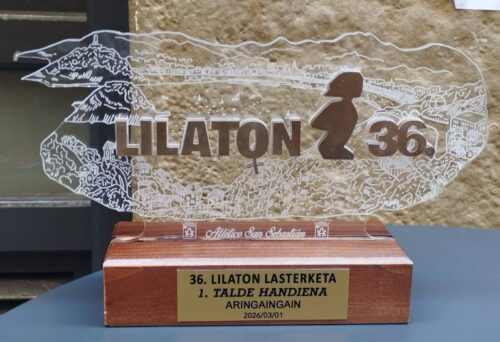 LILATON 36.
Atlético San Sebastián
36. LILATON LASTERKETA
1. TALDE HANDIENA
ARINGAINGAIN
2026/03/01